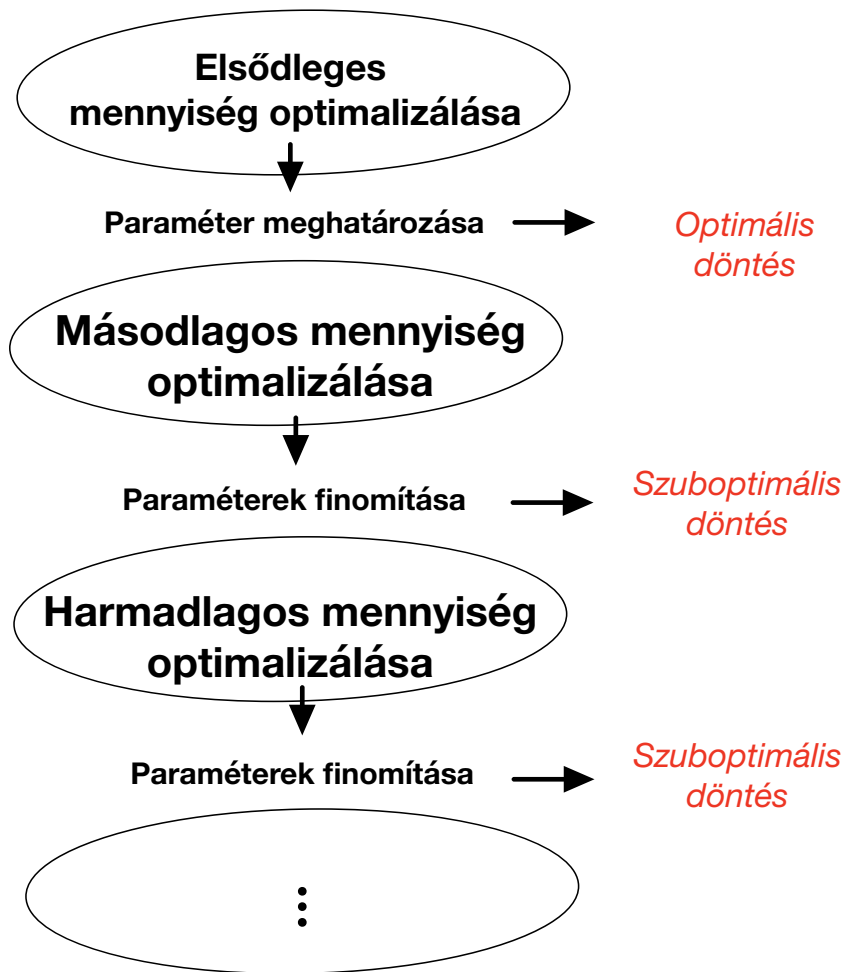 Elsődleges
mennyiség optimalizálása
Paraméter meghatározása
Optimális
döntés
Másodlagos mennyiség
optimalizálása
Paraméterek finomítása
Szuboptimális
döntés
Harmadlagos mennyiség
optimalizálása
Paraméterek finomítása
Szuboptimális
döntés
⋮